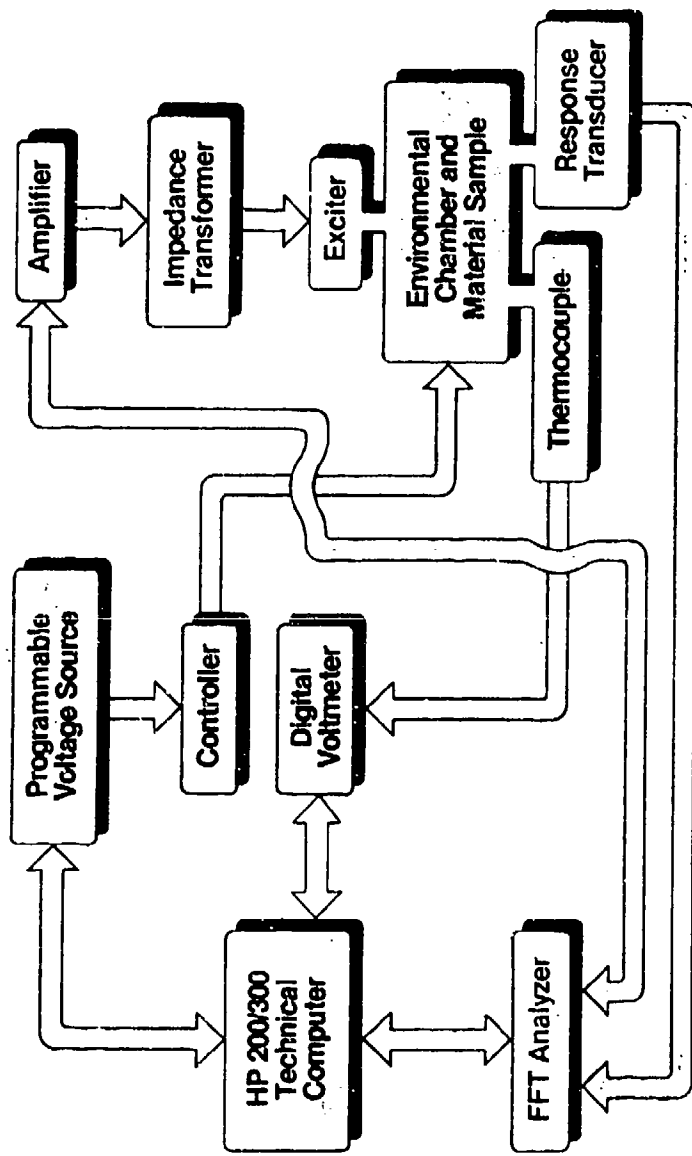 Programmable
Voltage Source
Amplifier
Impedance
Transformer
Controller
Exciter
HP 200/300
Technical
Computer
Digital
Voltmeter
Environmental
Chamber and
Material Sample
FFT Analyzer
Thermocouple
Response
Transducer